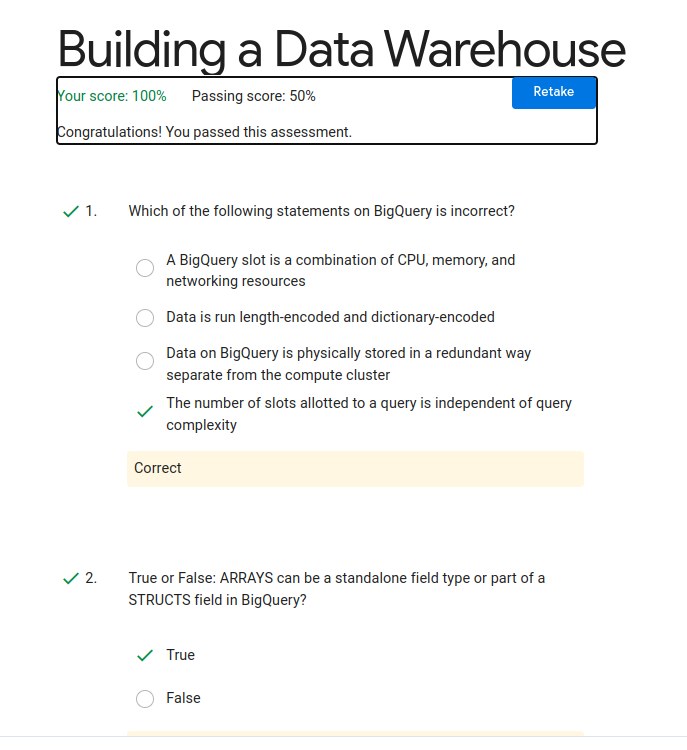 Building a Data Warehouse
Your score: 100% Passing score: 50% Retake
Congratulations! You passed this assessment.
1. Which of the following statements on BigQuery is incorrect?
A BigQuery slot is a combination of CPU, memory, and
networking resources
Data is run length-encoded and dictionary-encoded
Data on BigQuery is physically stored in a redundant way
separate from the compute cluster
The number of slots allotted to a query is independent of query
complexity
Correct
2. True or False: ARRAYS can be a standalone field type or part of a
STRUCTS field in BigQuery?
True
False